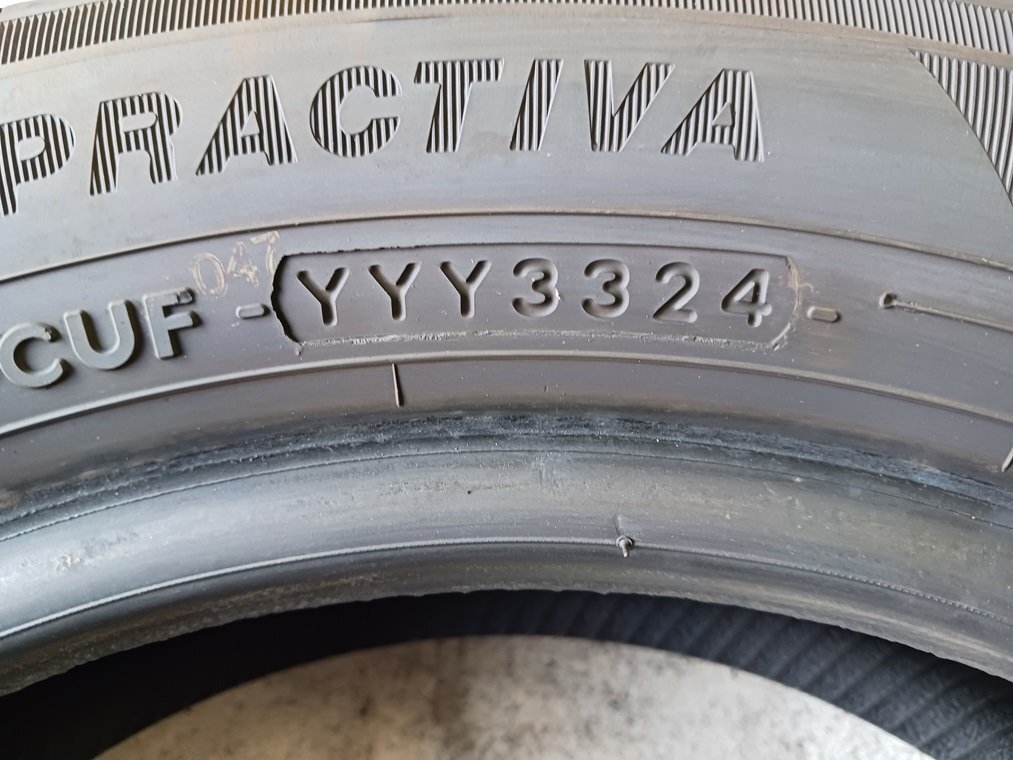 PRACTIVA
047
CUF - YYY3324 -